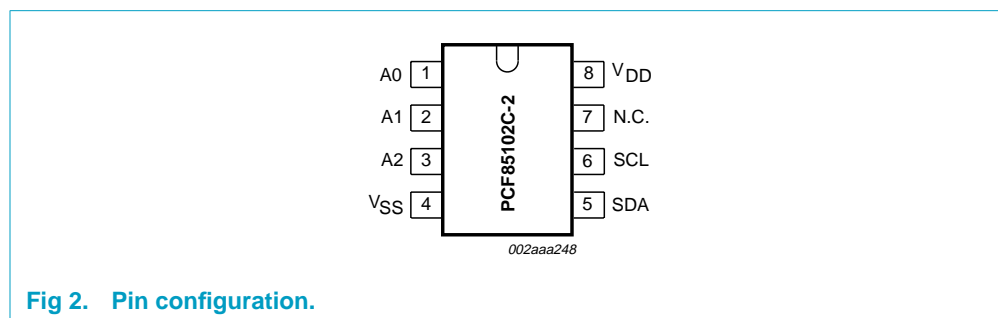 A0 1 8 VDD
A1 2 7 N.C.
A2 3 6 SCL
VSS 4 5 SDA
PCF85102C-2
002aaa248
Fig 2. Pin configuration.